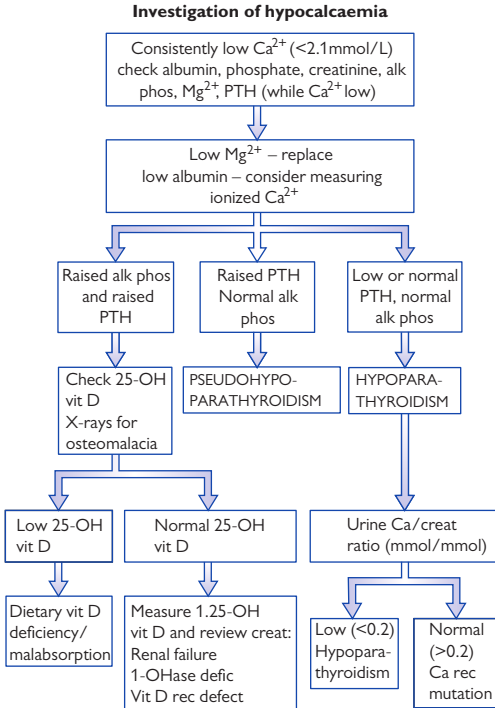 Investigation of hypocalcaemia
Consistently low Ca²⁺ (<2.1mmol/L)
check albumin, phosphate, creatinine, alk
phos, Mg²⁺, PTH (while Ca²⁺ low)
Low Mg²⁺ – replace
low albumin – consider measuring
ionized Ca²⁺
Raised alk phos
and raised
PTH
Raised PTH
Normal alk
phos
Low or normal
PTH, normal
alk phos
Check 25-OH
vit D
X-rays for
osteomalacia
PSEUDOHYPO-
PARATHYROIDISM
HYPOPARA-
THYROIDISM
Low 25-OH
vit D
Normal 25-OH
vit D
Urine Ca/creat
ratio (mmol/mmol)
Dietary vit D
deficiency/
malabsorption
Measure 1.25-OH
vit D and review creat:
Renal failure
1-OHase defic
Vit D rec defect
Low (<0.2)
Hypopara-
thyroidism
Normal
(>0.2)
Ca rec
mutation